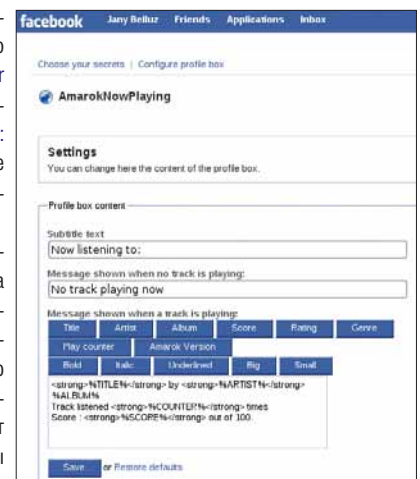 facebook Jany Belluz Friends Applications Inbox
Choose your secrets | Configure profile box
AmarokNowPlaying
Settings
You can change here the content of the profile box.
Profile box content
Subtitle text
Now listening to:
Message shown when no track is playing:
No track playing now
Message shown when a track is playing:
Title Artist Album Score Rating Genre
Play counter Amarok Version
Bold Italic Underlined Big Small
<strong>%TITLE%</strong> by <strong>%ARTIST%</strong>
%ALBUM%
Track listened <strong>%COUNTER%</strong> times
Score : <strong>%SCORE%</strong> out of 100.
Save or Restore defaults